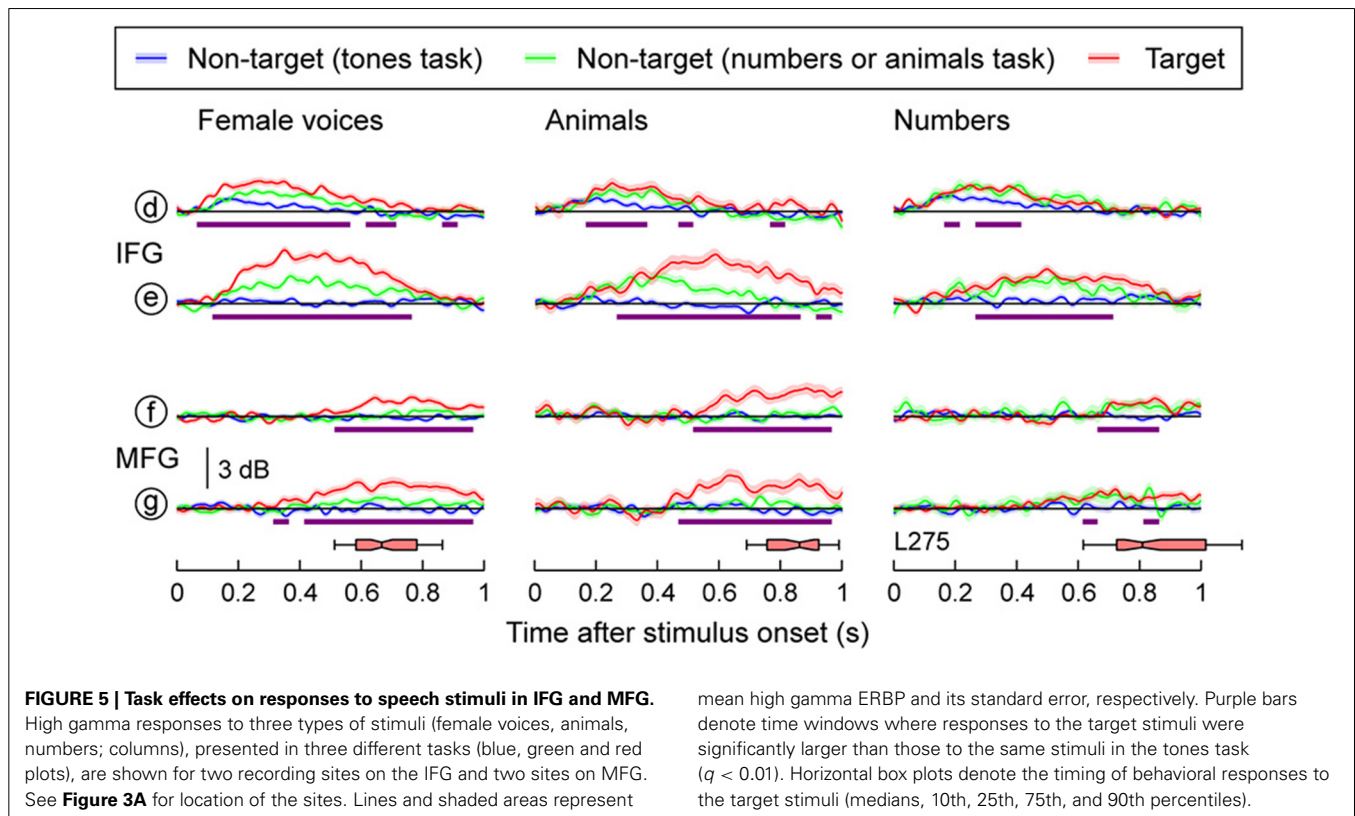 Non-target (tones task) Non-target (numbers or animals task) Target
Female voices Animals Numbers
d
IFG
e
f
MFG 3 dB
g
L275
0 0.2 0.4 0.6 0.8 1 0 0.2 0.4 0.6 0.8 1 0 0.2 0.4 0.6 0.8 1
Time after stimulus onset (s)
FIGURE 5 | Task effects on responses to speech stimuli in IFG and MFG.
High gamma responses to three types of stimuli (female voices, animals,
numbers; columns), presented in three different tasks (blue, green and red
plots), are shown for two recording sites on the IFG and two sites on MFG.
See Figure 3A for location of the sites. Lines and shaded areas represent
mean high gamma ERBP and its standard error, respectively. Purple bars
denote time windows where responses to the target stimuli were
significantly larger than those to the same stimuli in the tones task
(q < 0.01). Horizontal box plots denote the timing of behavioral responses to
the target stimuli (medians, 10th, 25th, 75th, and 90th percentiles).